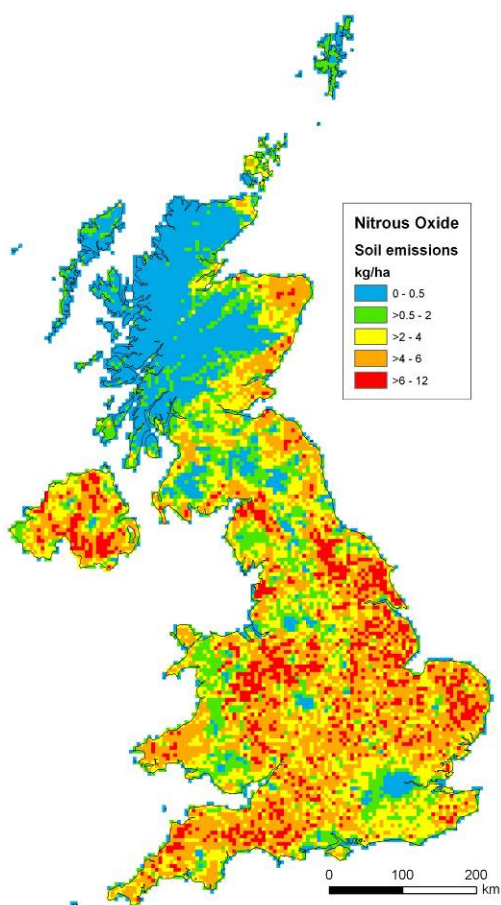 Nitrous Oxide
Soil emissions
kg/ha
0 - 0.5
>0.5 - 2
>2 - 4
>4 - 6
>6 - 12
0 100 200
km